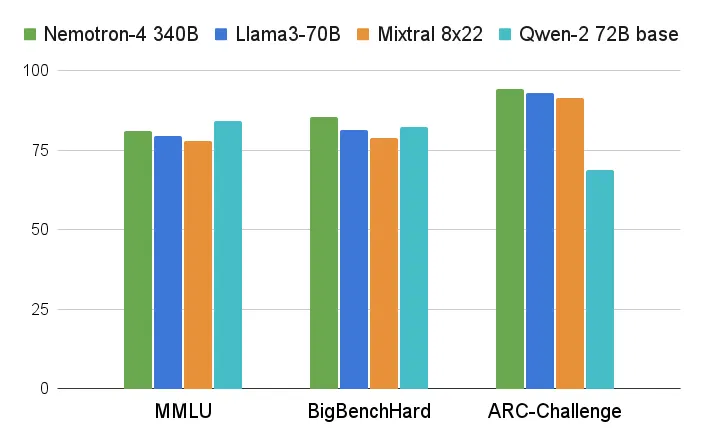 Nemotron-4 340B Llama3-70B Mixtral 8x22 Qwen-2 72B base
100
75
50
25
0
MMLU BigBenchHard ARC-Challenge